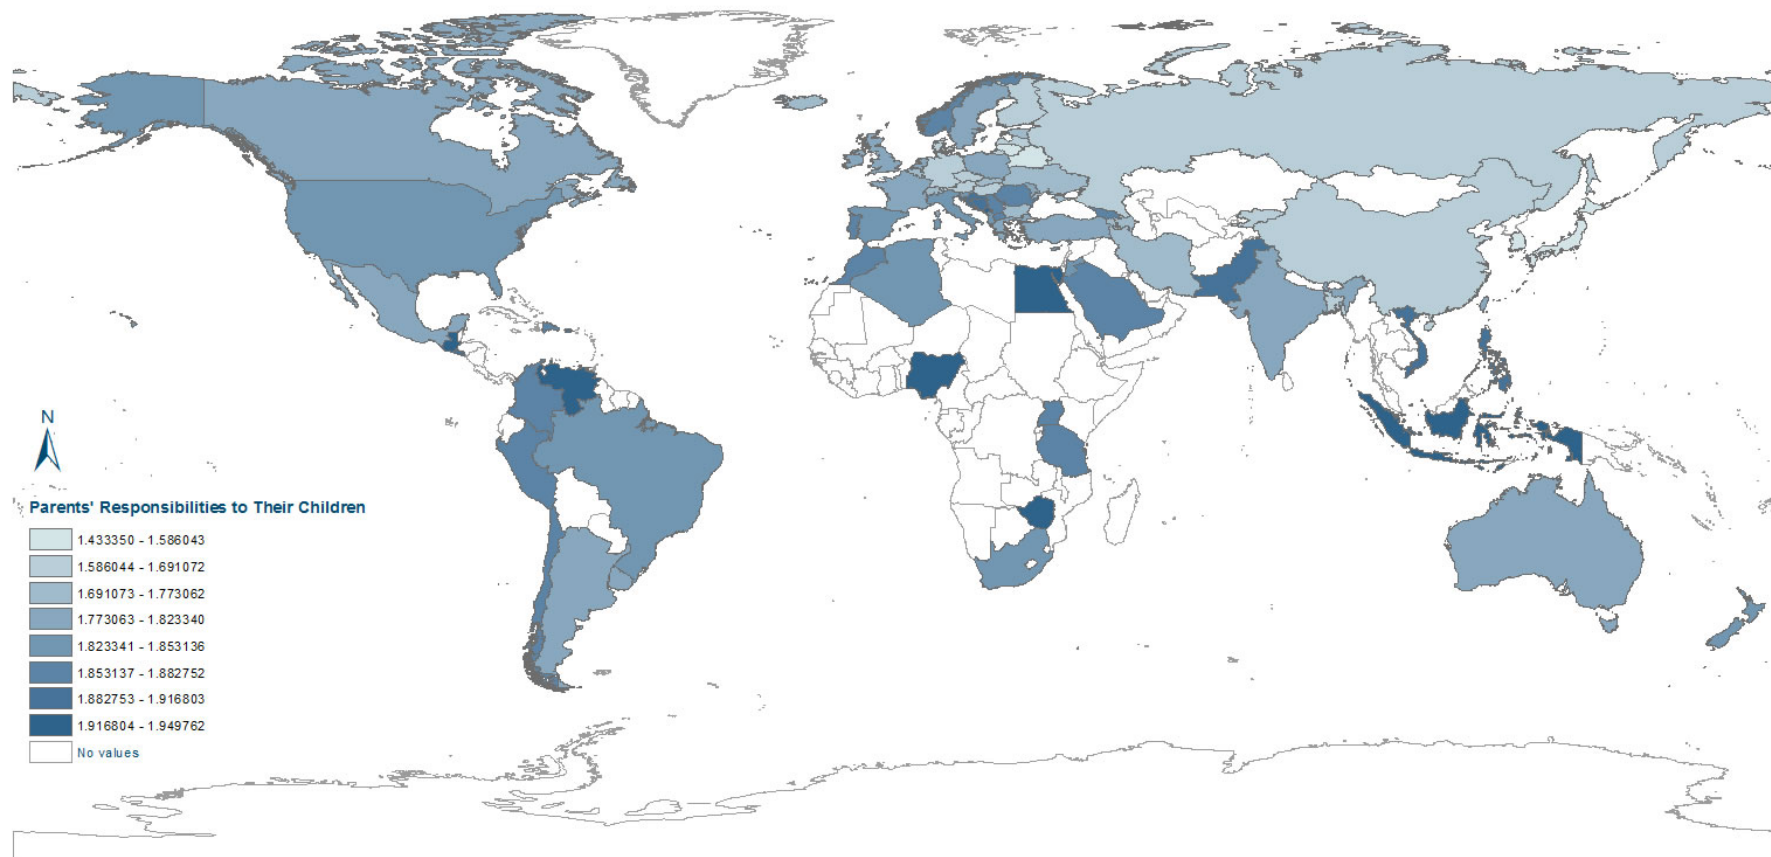 N
Parents' Responsibilities to Their Children
1.433350 - 1.586043
1.586044 - 1.691072
1.691073 - 1.773062
1.773063 - 1.823340
1.823341 - 1.853136
1.853137 - 1.882752
1.882753 - 1.916803
1.916804 - 1.949762
No values